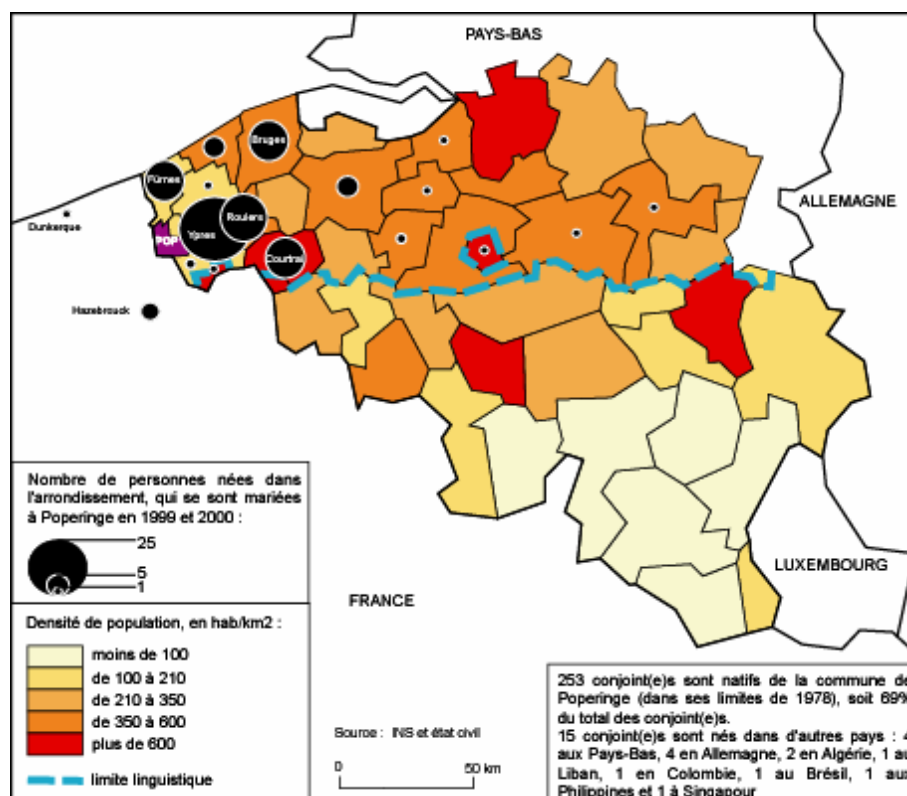 PAYS-BAS
Bruges
Fûrnes
Dunkerque
POP
Ypres
Roulers
Courtrai
ALLEMAGNE
Hazebrouck
Nombre de personnes nées dans
l'arrondissement, qui se sont mariées
à Poperinge en 1999 et 2000 :
25
5
1
LUXEMBOURG
FRANCE
Densité de population, en hab/km2 :
moins de 100
de 100 à 210
de 210 à 350
de 350 à 600
plus de 600
limite linguistique
Source : INS et état civil
0 50 km
253 conjoint(e)s sont natifs de la commune de
Poperinge (dans ses limites de 1978), soit 69%
du total des conjoint(e)s.
15 conjoint(e)s sont nés dans d'autres pays : 4
aux Pays-Bas, 4 en Allemagne, 2 en Algérie, 1 au
Liban, 1 en Colombie, 1 au Brésil, 1 aux
Philippines et 1 à Singapour